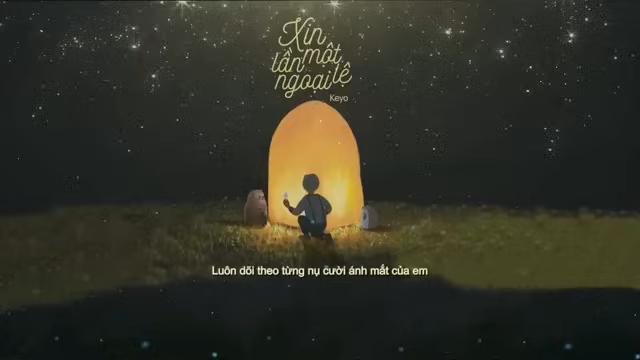 Xin
một
lần
ngoại lệ
Keyo
Luôn dõi theo từng nụ cười ánh mắt của em